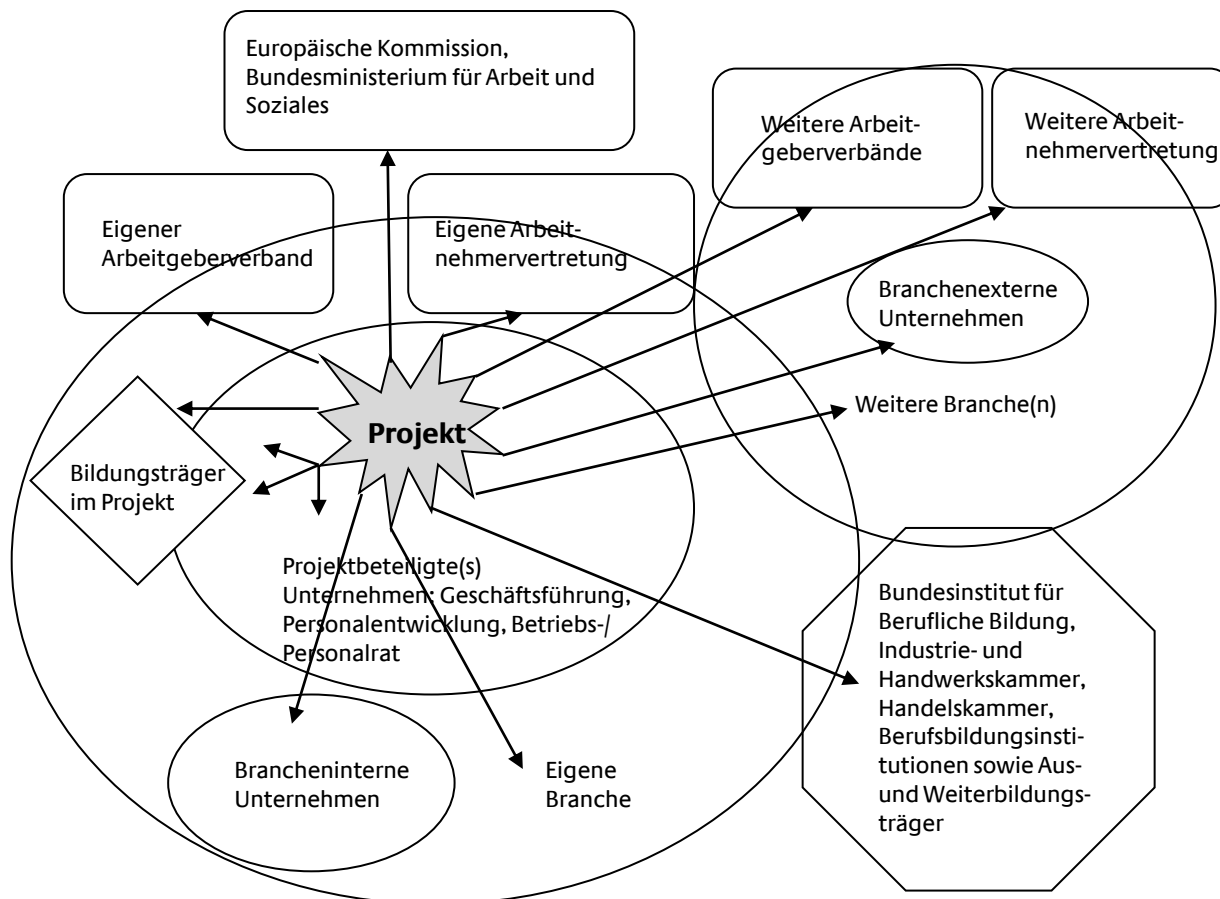 Europäische Kommission,
Bundesministerium für Arbeit und
Soziales
Weitere Arbeit-
geberverbände
Weitere Arbeit-
nehmervertretung
Eigener
Arbeitgeberverband
Eigene Arbeit-
nehmervertretung
Branchenexterne
Unternehmen
Weitere Branche(n)
Projekt
Bildungsträger
im Projekt
Projektbeteiligte(s)
Unternehmen: Geschäftsführung,
Personalentwicklung, Betriebs-/
Personalrat
Bundesinstitut für
Berufliche Bildung,
Industrie- und
Handwerkskammer,
Handelskammer,
Berufsbildungsinsti-
tutionen sowie Aus-
und Weiterbildungs-
träger
Brancheninterne
Unternehmen
Eigene
Branche